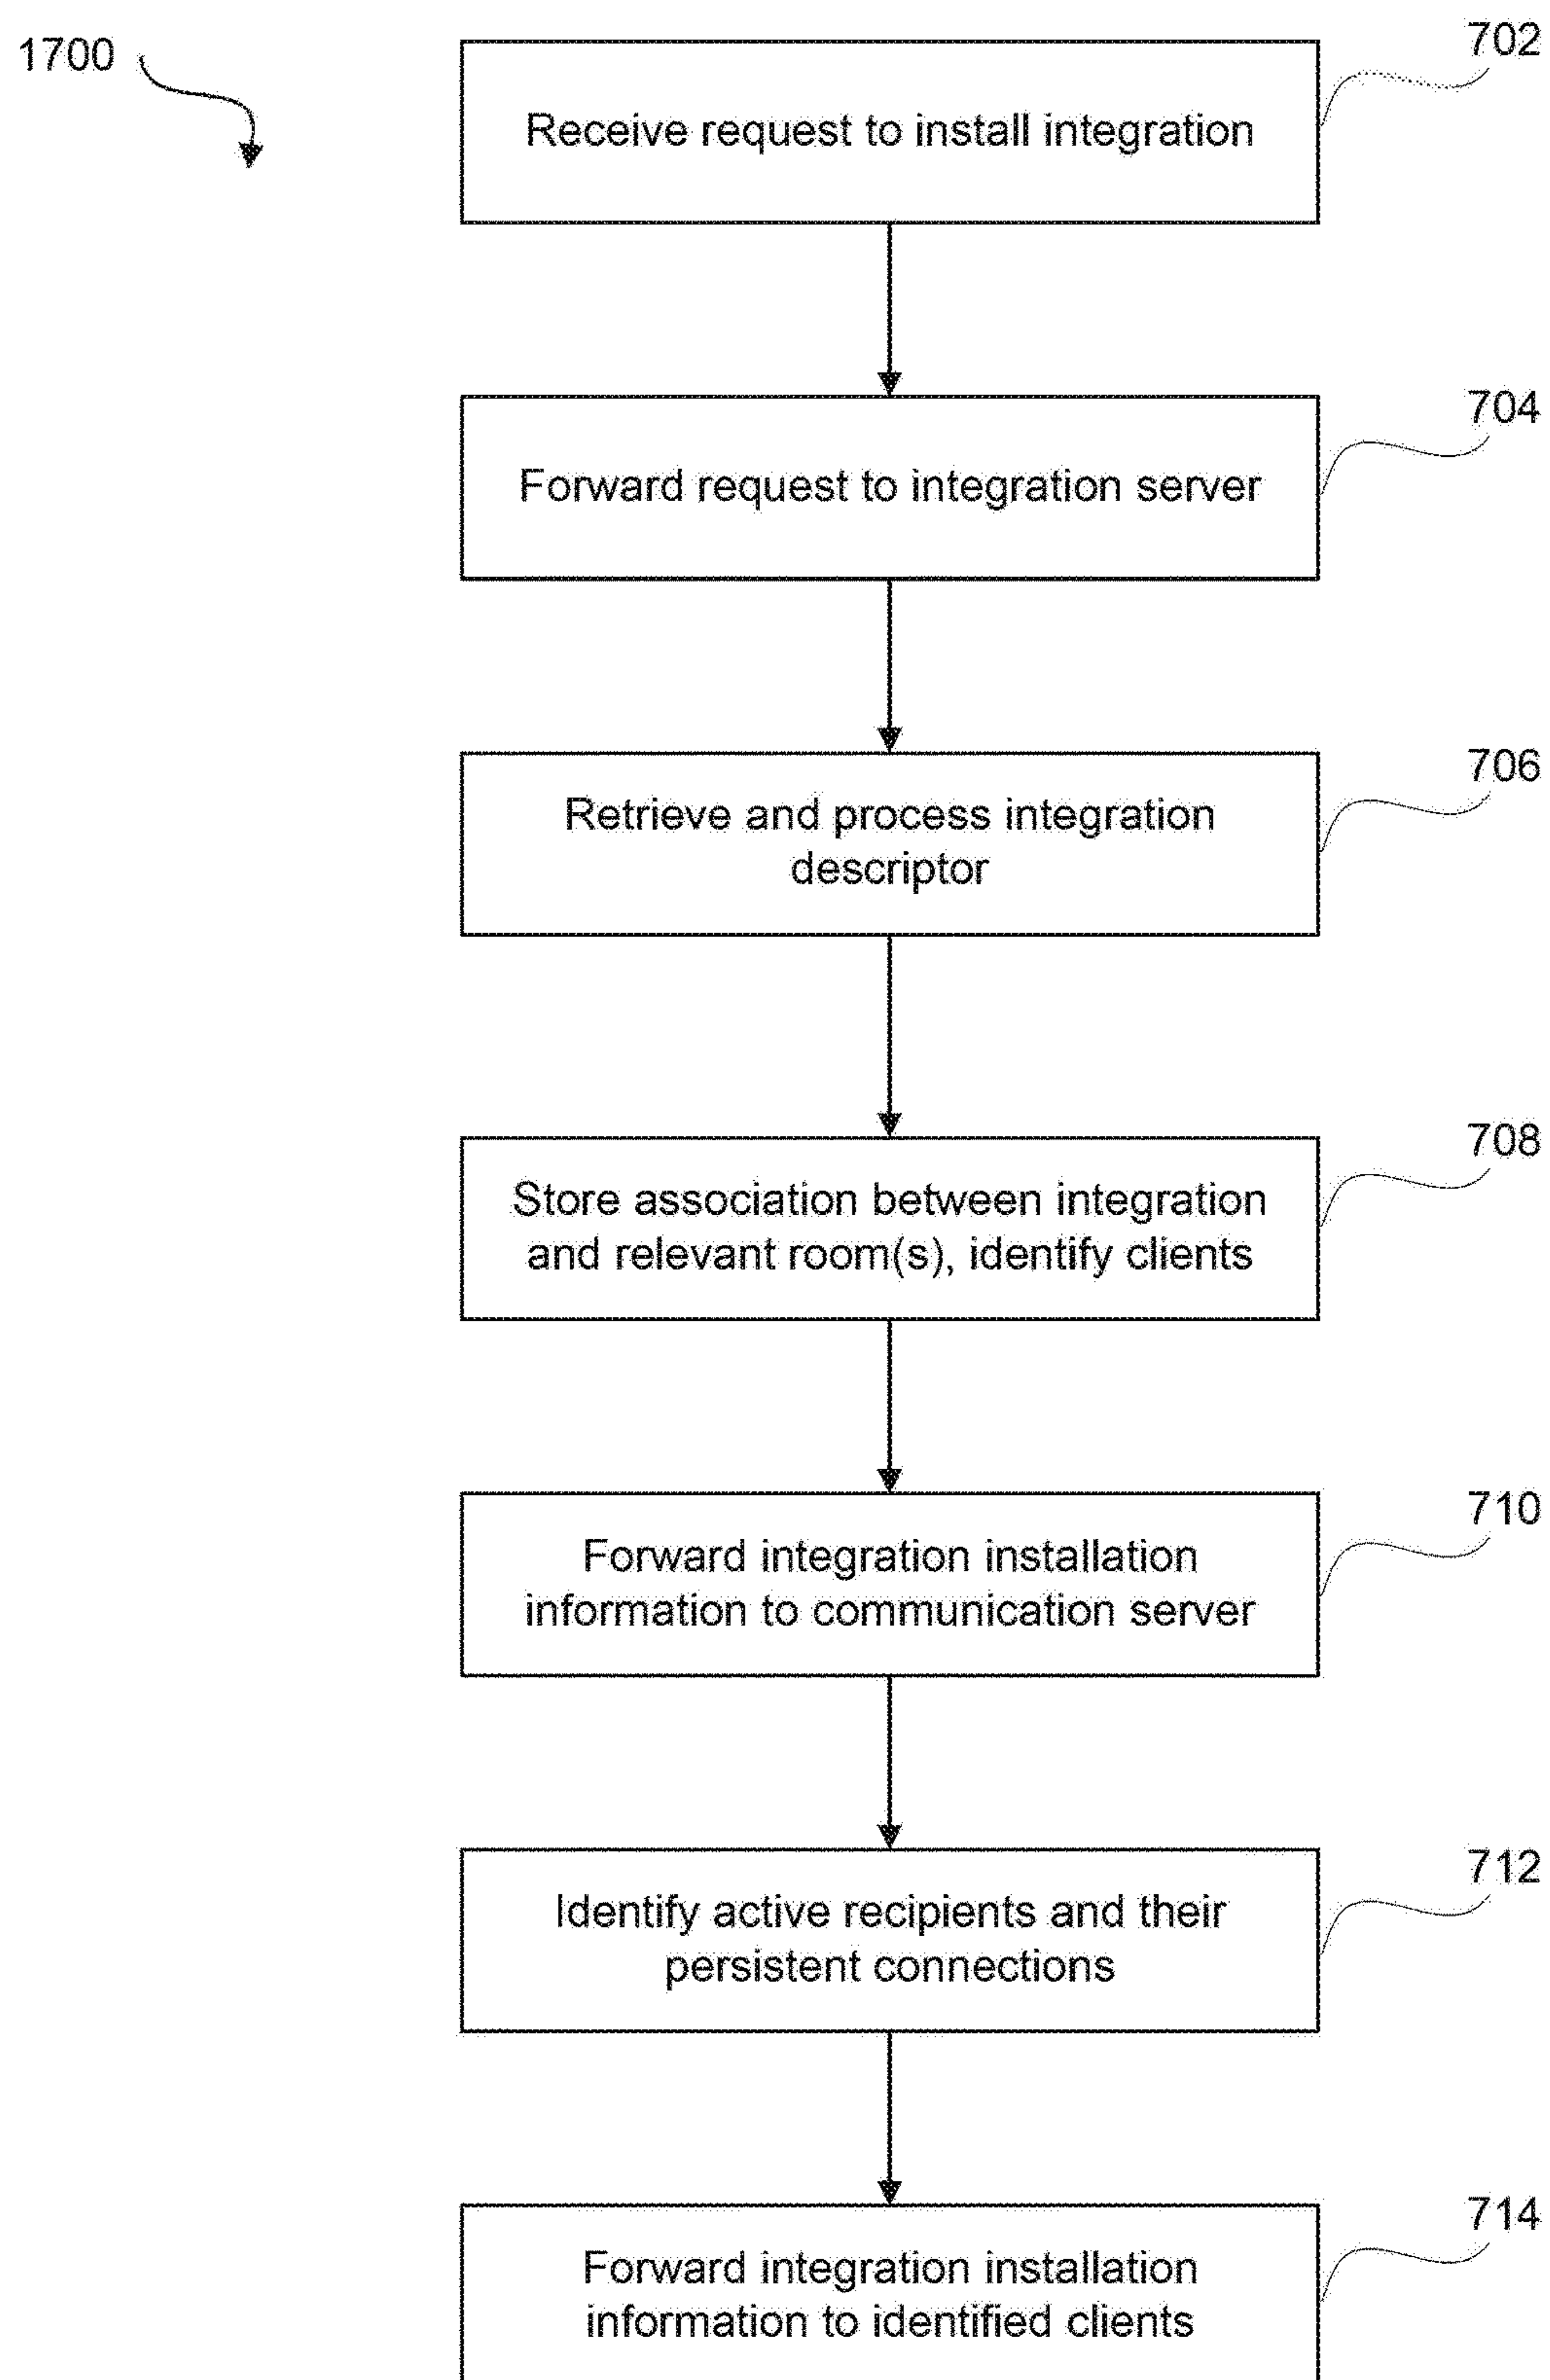 1700
702
Receive request to install integration
704
Forward request to integration server
706
Retrieve and process integration
descriptor
708
Store association between integration
and relevant room(s), identify clients
710
Forward integration installation
information to communication server
712
Identify active recipients and their
persistent connections
714
Forward integration installation
information to identified clients